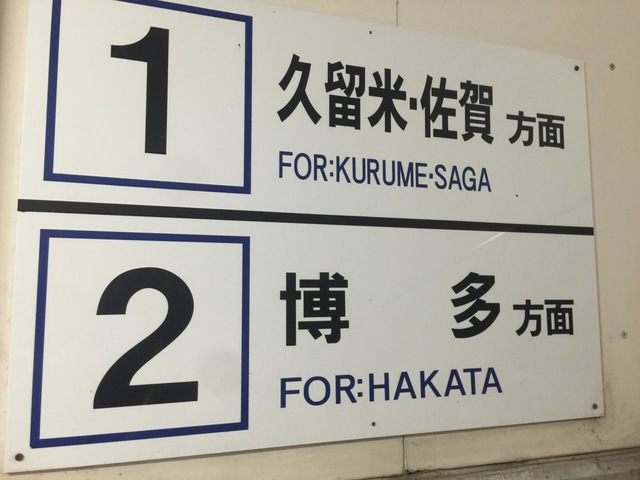 1
久留米・佐賀 方面
FOR:KURUME・SAGA
2
博 多 方面
FOR:HAKATA